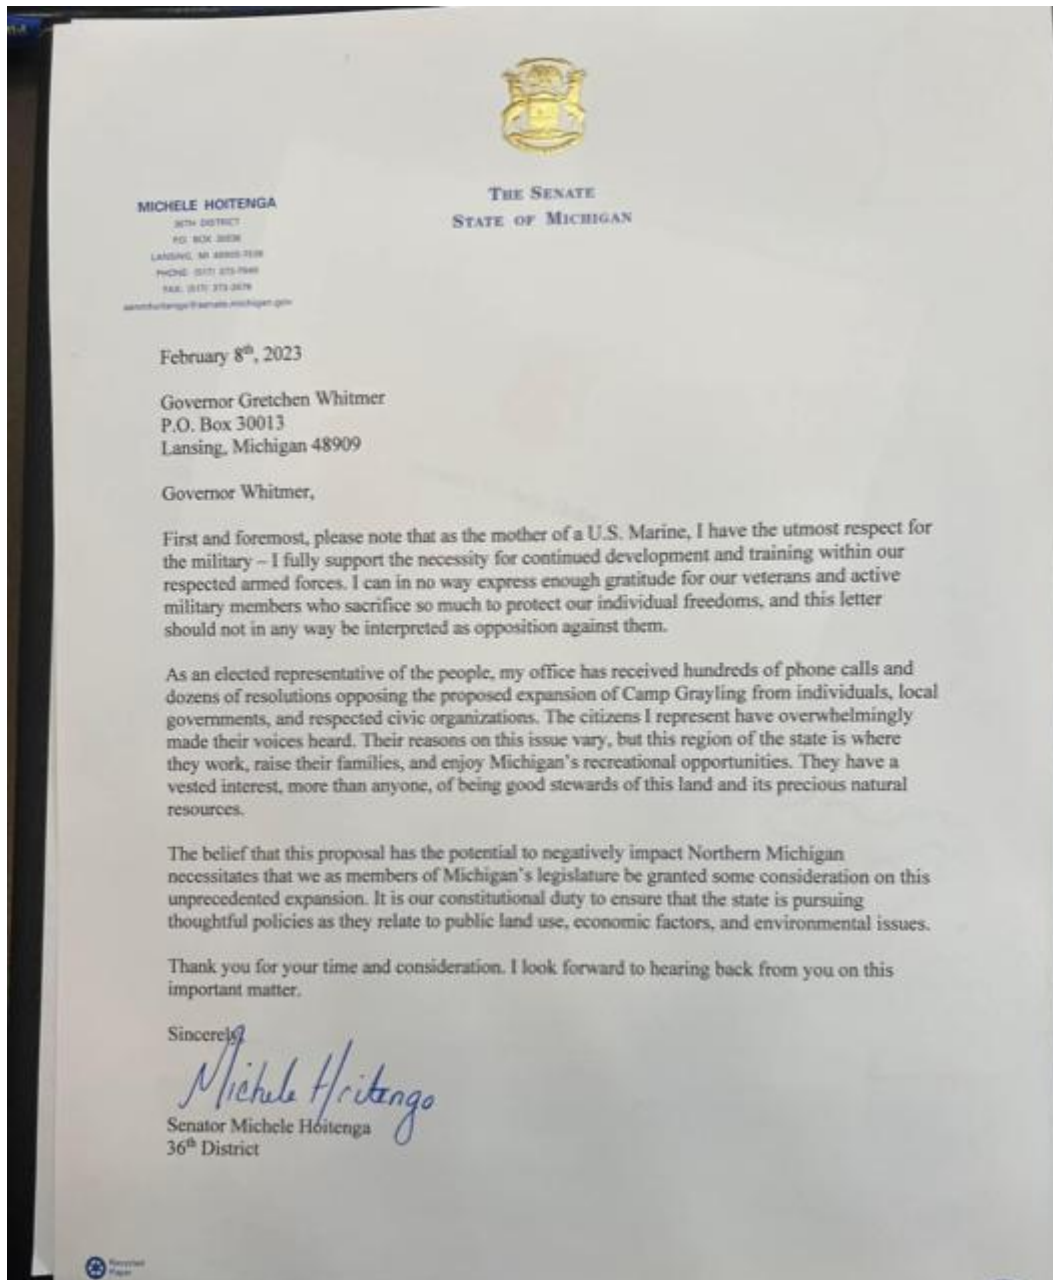 THE SENATE
STATE OF MICHIGAN
MICHELE HOITENGA
36TH DISTRICT
P.O. BOX
LANSING, MI
PHONE (517)
FAX (517)
February 8th, 2023
Governor Gretchen Whitmer
P.O. Box 30013
Lansing, Michigan 48909
Governor Whitmer,
First and foremost, please note that as the mother of a U.S. Marine, I have the utmost respect for
the military – I fully support the necessity for continued development and training within our
respected armed forces. I can in no way express enough gratitude for our veterans and active
military members who sacrifice so much to protect our individual freedoms, and this letter
should not in any way be interpreted as opposition against them.
As an elected representative of the people, my office has received hundreds of phone calls and
dozens of resolutions opposing the proposed expansion of Camp Grayling from individuals, local
governments, and respected civic organizations. The citizens I represent have overwhelmingly
made their voices heard. Their reasons on this issue vary, but this region of the state is where
they work, raise their families, and enjoy Michigan's recreational opportunities. They have a
vested interest, more than anyone, of being good stewards of this land and its precious natural
resources.
The belief that this proposal has the potential to negatively impact Northern Michigan
necessitates that we as members of Michigan's legislature be granted some consideration on this
unprecedented expansion. It is our constitutional duty to ensure that the state is pursuing
thoughtful policies as they relate to public land use, economic factors, and environmental issues.
Thank you for your time and consideration. I look forward to hearing back from you on this
important matter.
Sincerely,
Michele Hoitenga
Senator Michele Hoitenga
36th District
Recycled
Paper